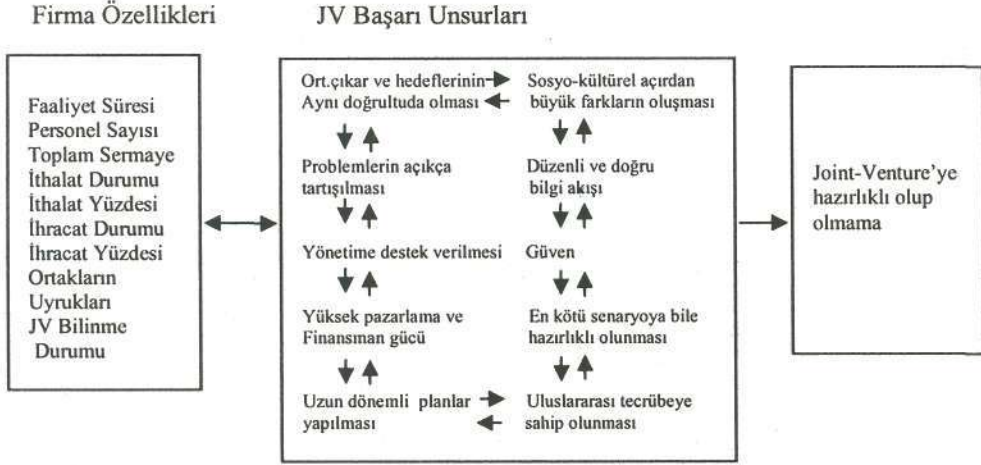 Firma Özellikleri
JV Başarı Unsurları
Faaliyet Süresi
Personel Sayısı
Toplam Sermaye
İthalat Durumu
İthalat Yüzdesi
İhracat Durumu
İhracat Yüzdesi
Ortakların
Uyrukları
JV Bilinme
Durumu
Ort.çıkar ve hedeflerinin
Aynı doğrultuda olması
Problemlerin açıkça
tartışılması
Yönetime destek verilmesi
Yüksek pazarlama ve
Finansman gücü
Uzun dönemli planlar
yapılması
Sosyo-kültürel açırdan
büyük farkların oluşması
Düzenli ve doğru
bilgi akışı
Güven
En kötü senaryoya bile
hazırlıklı olunması
Uluslararası tecrübeye
sahip olunması
Joint-Venture'ye
hazırlıklı olup
olmama